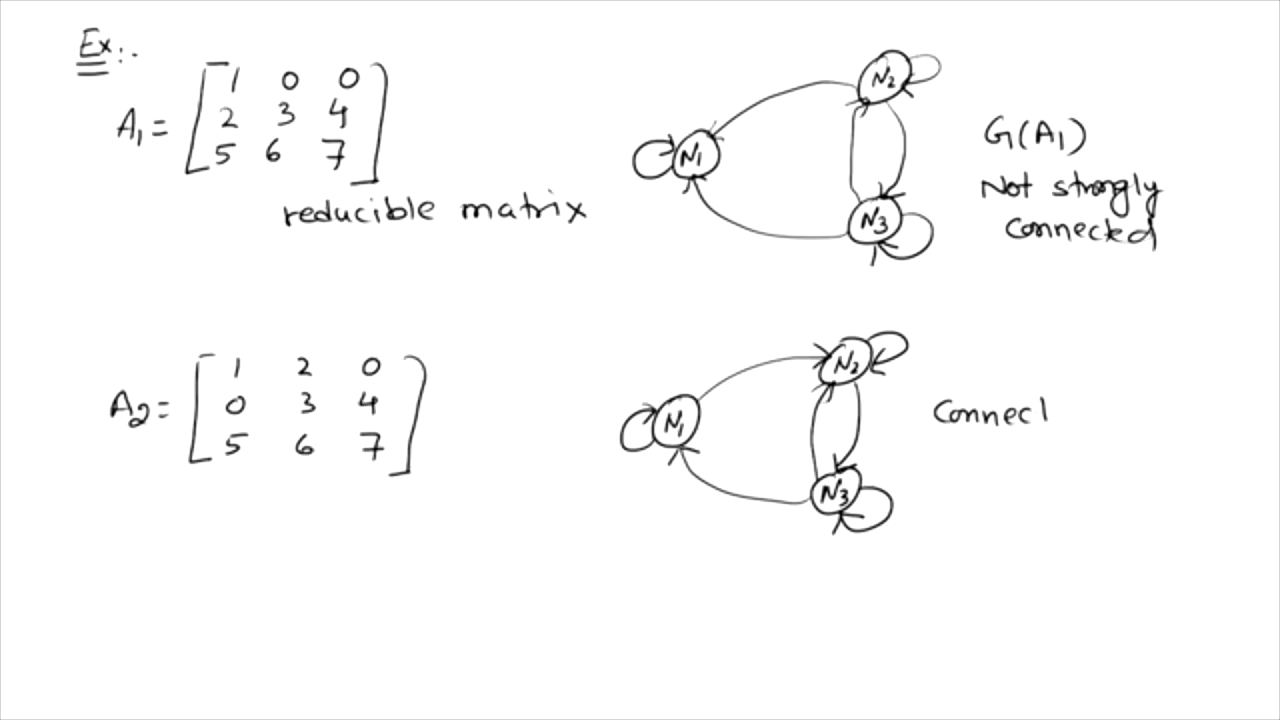 Ex:.
A₁ = [ 1 0 0
2 3 4
5 6 7 ]
reducible matrix
N₁
N₂
N₃
G(A₁)
Not strongly
connected
A₂ = [ 1 2 0
0 3 4
5 6 7 ]
N₁
N₂
N₃
Connect